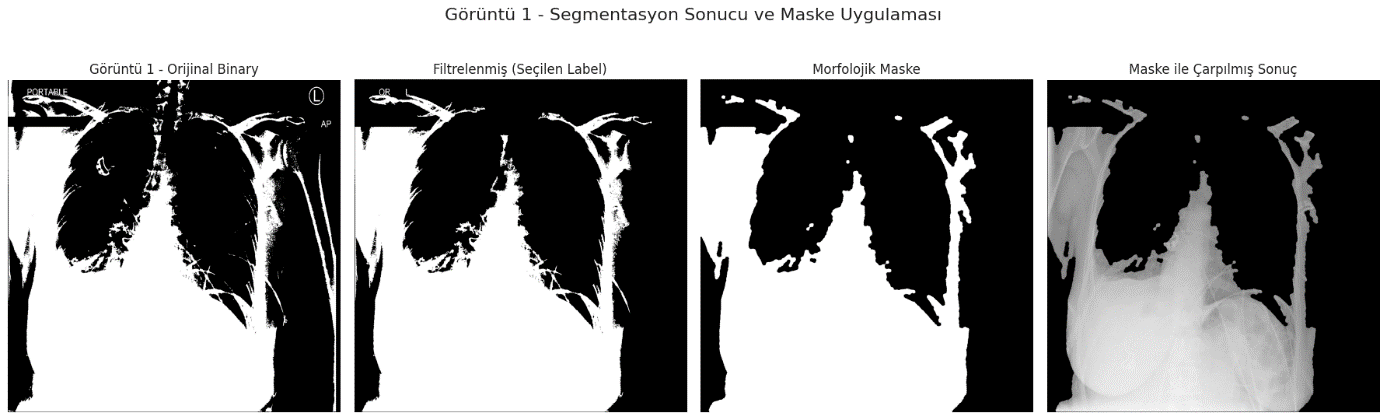 Görüntü 1 - Segmentasyon Sonucu ve Maske Uygulaması
Görüntü 1 - Orijinal Binary
Filtrelenmiş (Seçilen Label)
Morfolojik Maske
Maske ile Çarpılmış Sonuç
PORTABLE
L
AP
OR L